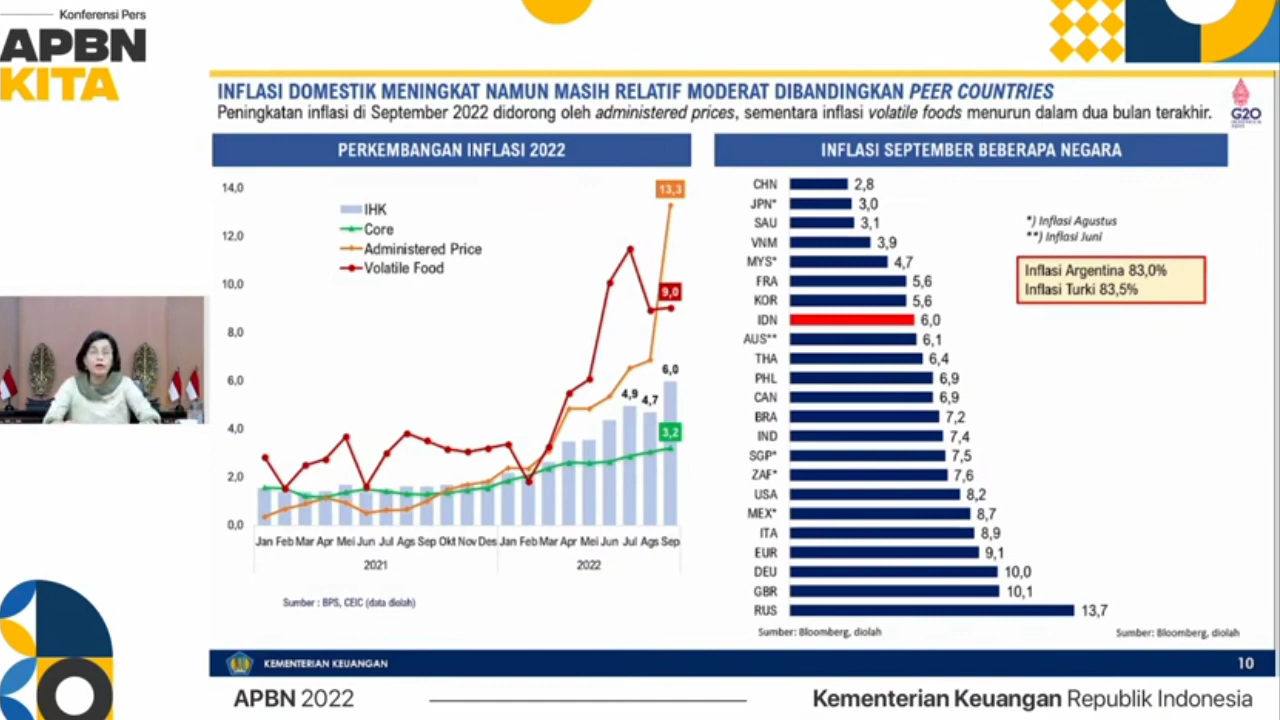 Konferensi Pers
APBN
KITA
INFLASI DOMESTIK MENINGKAT NAMUN MASIH RELATIF MODERAT DIBANDINGKAN PEER COUNTRIES
Peningkatan inflasi di September 2022 didorong oleh administered prices, sementara inflasi volatile foods menurun dalam dua bulan terakhir.
G20
PERKEMBANGAN INFLASI 2022
14,0
12,0
10,0
8,0
6,0
4,0
2,0
0,0
IHK
Core
Administered Price
Volatile Food
13,3
9,0
6,0
4,9
4,7
3,2
Jan Feb Mar Apr Mei Jun Jul Ags Sep Okt Nov Des Jan Feb Mar Apr Mei Jun Jul Ags Sep
2021 2022
Sumber : BPS, CEIC (data diolah)
INFLASI SEPTEMBER BEBERAPA NEGARA
CHN 2,8
JPN* 3,0
SAU 3,1
VNM 3,9
MYS* 4,7
FRA 5,6
KOR 5,6
IDN 6,0
AUS** 6,1
THA 6,4
PHL 6,9
CAN 6,9
BRA 7,2
IND 7,4
SGP* 7,5
ZAF* 7,6
USA 8,2
MEX* 8,7
ITA 8,9
EUR 9,1
DEU 10,0
GBR 10,1
RUS 13,7
*) Inflasi Agustus
**) Inflasi Juni
Inflasi Argentina 83,0%
Inflasi Turki 83,5%
Sumber: Bloomberg, diolah
Sumber: Bloomberg, diolah
KEMENTERIAN KEUANGAN
10
APBN 2022
Kementerian Keuangan Republik Indonesia